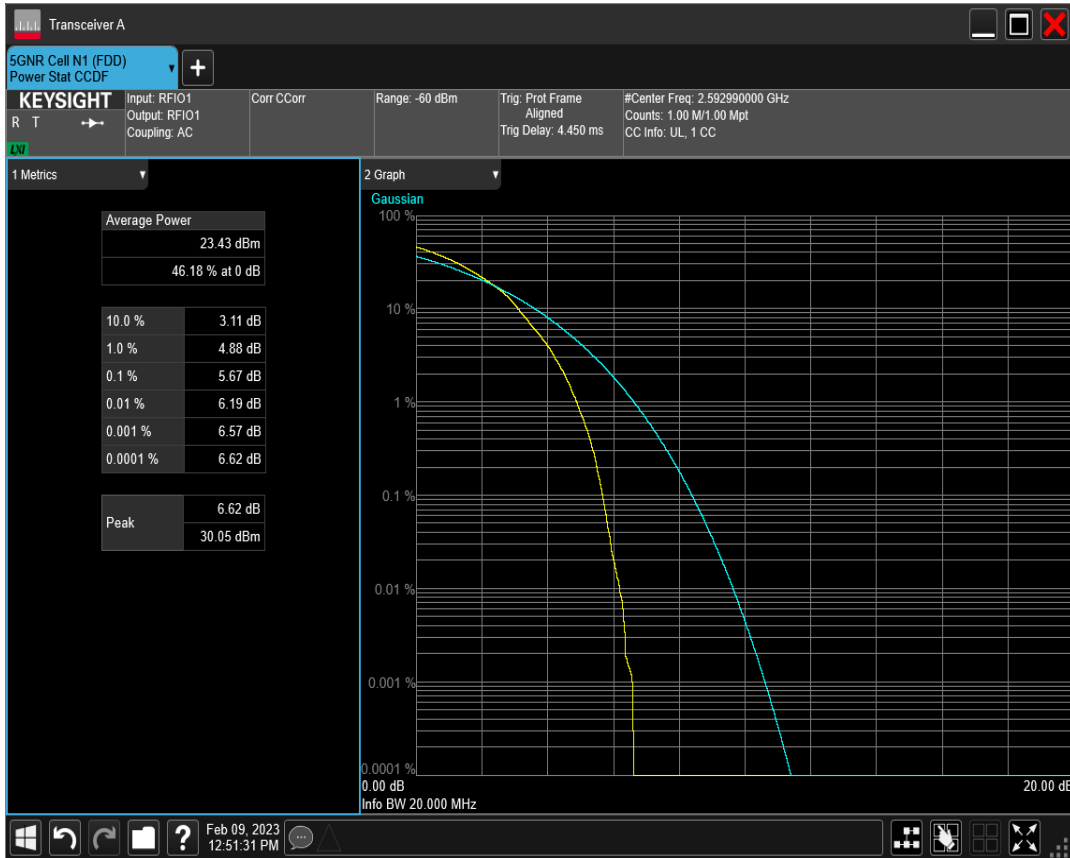 Transceiver A
5GNR Cell N1 (FDD)
Power Stat CCDF
+
KEYSIGHT
R T
LXI
Input: RFIO1
Output: RFIO1
Coupling: AC
Corr CCorr
Range: -60 dBm
Trig: Prot Frame
Aligned
Trig Delay: 4.450 ms
#Center Freq: 2.592990000 GHz
Counts: 1.00 M/1.00 Mpt
CC Info: UL, 1 CC
1 Metrics
Average Power
23.43 dBm
46.18 % at 0 dB
10.0 % 3.11 dB
1.0 % 4.88 dB
0.1 % 5.67 dB
0.01 % 6.19 dB
0.001 % 6.57 dB
0.0001 % 6.62 dB
Peak
6.62 dB
30.05 dBm
2 Graph
Gaussian
100 %
10 %
1 %
0.1 %
0.01 %
0.001 %
0.0001 %
0.00 dB 20.00 dB
Info BW 20.000 MHz
?
Feb 09, 2023
12:51:31 PM